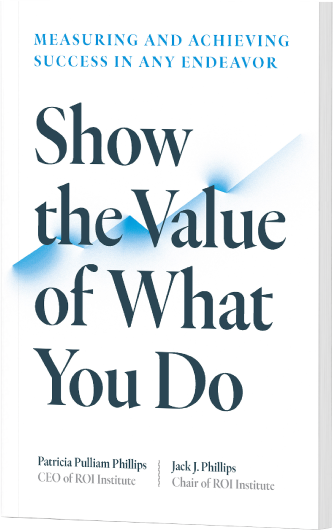 MEASURING AND ACHIEVING
SUCCESS IN ANY ENDEAVOR
Show
the Value
of What
You Do
Patricia Pulliam Phillips
CEO of ROI Institute
Jack J. Phillips
Chair of ROI Institute